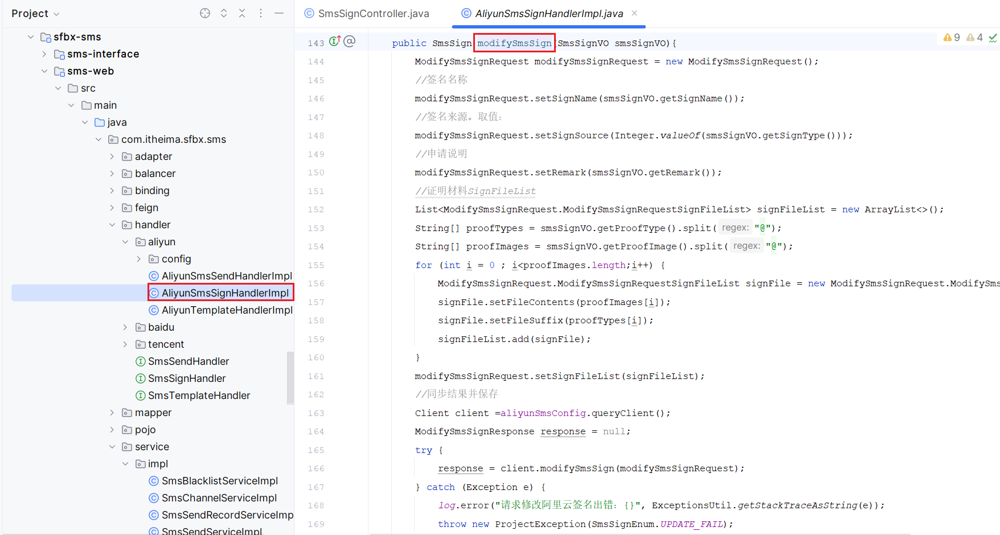 Project
sfbx-sms
sms-interface
sms-web
src
main
java
com.itheima.sfbx.sms
adapter
balancer
binding
feign
handler
aliyun
config
AliyunSmsSendHandlerImpl
AliyunSmsSignHandlerImpl
AliyunTemplateHandlerImpl
baidu
tencent
SmsSendHandler
SmsSignHandler
SmsTemplateHandler
mapper
pojo
service
impl
SmsBlacklistServiceImpl
SmsChannelServiceImpl
SmsSendRecordServiceImp
SmsSendServiceImpl
SmsSignController.java
AliyunSmsSignHandlerImpl.java
9 4
143 public SmsSign modifySmsSign(SmsSignVO smsSignVO){
144 ModifySmsSignRequest modifySmsSignRequest = new ModifySmsSignRequest();
145 //签名名称
146 modifySmsSignRequest.setSignName(smsSignVO.getSignName());
147 //签名来源。取值：
148 modifySmsSignRequest.setSignSource(Integer.valueOf(smsSignVO.getSignType()));
149 //申请说明
150 modifySmsSignRequest.setRemark(smsSignVO.getRemark());
151 //证明材料SignFileList
152 List<ModifySmsSignRequest.ModifySmsSignRequestSignFileList> signFileList = new ArrayList<>();
153 String[] proofTypes = smsSignVO.getProofType().split( regex: "@");
154 String[] proofImages = smsSignVO.getProofImage().split( regex: "@");
155 for (int i = 0 ; i<proofImages.length;i++) {
156 ModifySmsSignRequest.ModifySmsSignRequestSignFileList signFile = new ModifySmsSignRequest.ModifySms
157 signFile.setFileContents(proofImages[i]);
158 signFile.setFileSuffix(proofTypes[i]);
159 signFileList.add(signFile);
160 }
161 modifySmsSignRequest.setSignFileList(signFileList);
162 //同步结果并保存
163 Client client =aliyunSmsConfig.queryClient();
164 ModifySmsSignResponse response = null;
165 try {
166 response = client.modifySmsSign(modifySmsSignRequest);
167 } catch (Exception e) {
168 log.error("请求修改阿里云签名出错：{}", ExceptionsUtil.getStackTraceAsString(e));
169 throw new ProjectException(SmsSignEnum.UPDATE_FAIL);